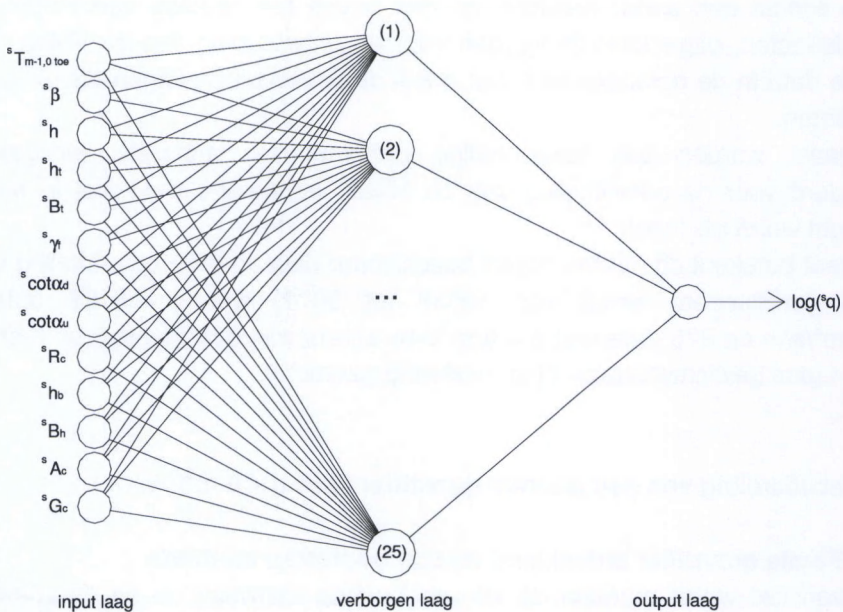 (1)
ˢTm-1,0 toe
ˢβ
ˢh
(2)
ˢht
ˢBt
ˢγf
ˢcotαd
...
log(ˢq)
ˢcotαu
ˢRc
ˢhb
ˢBh
ˢAc
ˢGc
(25)
input laag verborgen laag output laag